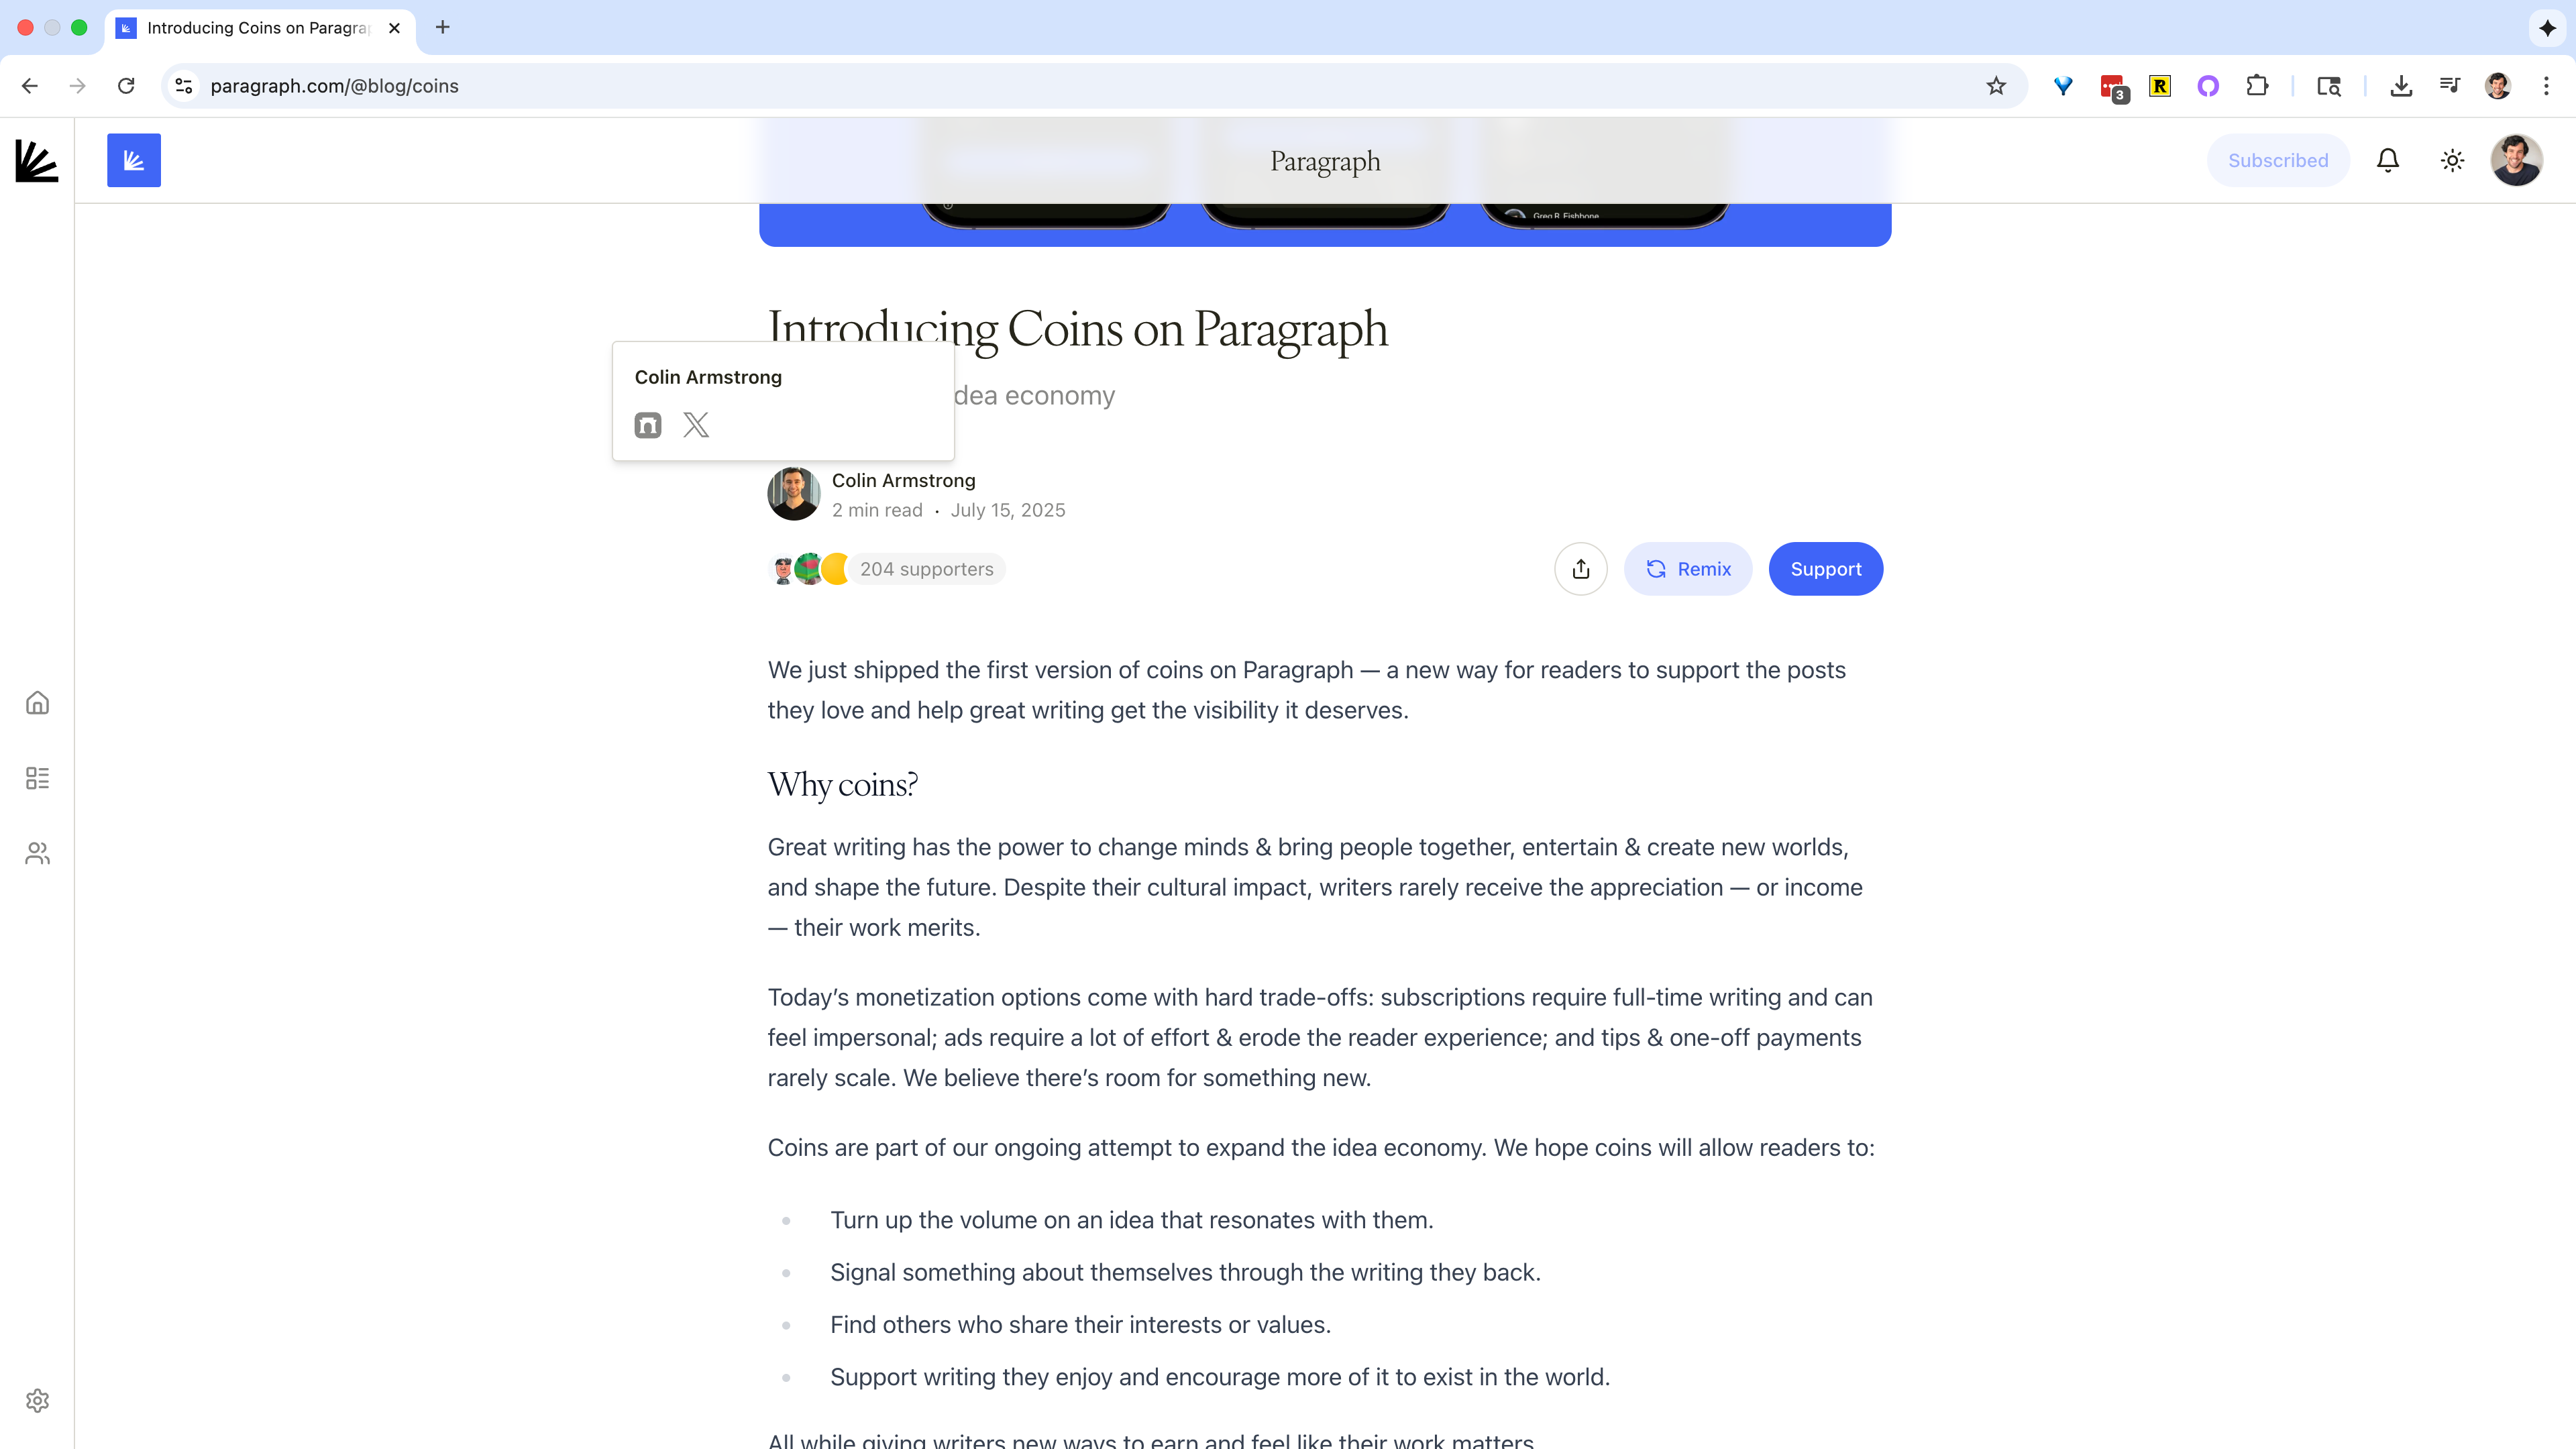 Introducing Coins on Paragra
paragraph.com/@blog/coins
3
R
Paragraph
Subscribed
Greg R. Fishbone
Introducing Coins on Paragraph
Colin Armstrong
dea economy
Colin Armstrong
2 min read · July 15, 2025
204 supporters
Remix
Support
We just shipped the first version of coins on Paragraph — a new way for readers to support the posts
they love and help great writing get the visibility it deserves.
Why coins?
Great writing has the power to change minds & bring people together, entertain & create new worlds,
and shape the future. Despite their cultural impact, writers rarely receive the appreciation — or income
— their work merits.
Today’s monetization options come with hard trade-offs: subscriptions require full-time writing and can
feel impersonal; ads require a lot of effort & erode the reader experience; and tips & one-off payments
rarely scale. We believe there’s room for something new.
Coins are part of our ongoing attempt to expand the idea economy. We hope coins will allow readers to:
Turn up the volume on an idea that resonates with them.
Signal something about themselves through the writing they back.
Find others who share their interests or values.
Support writing they enjoy and encourage more of it to exist in the world.
All while giving writers new ways to earn and feel like their work matters